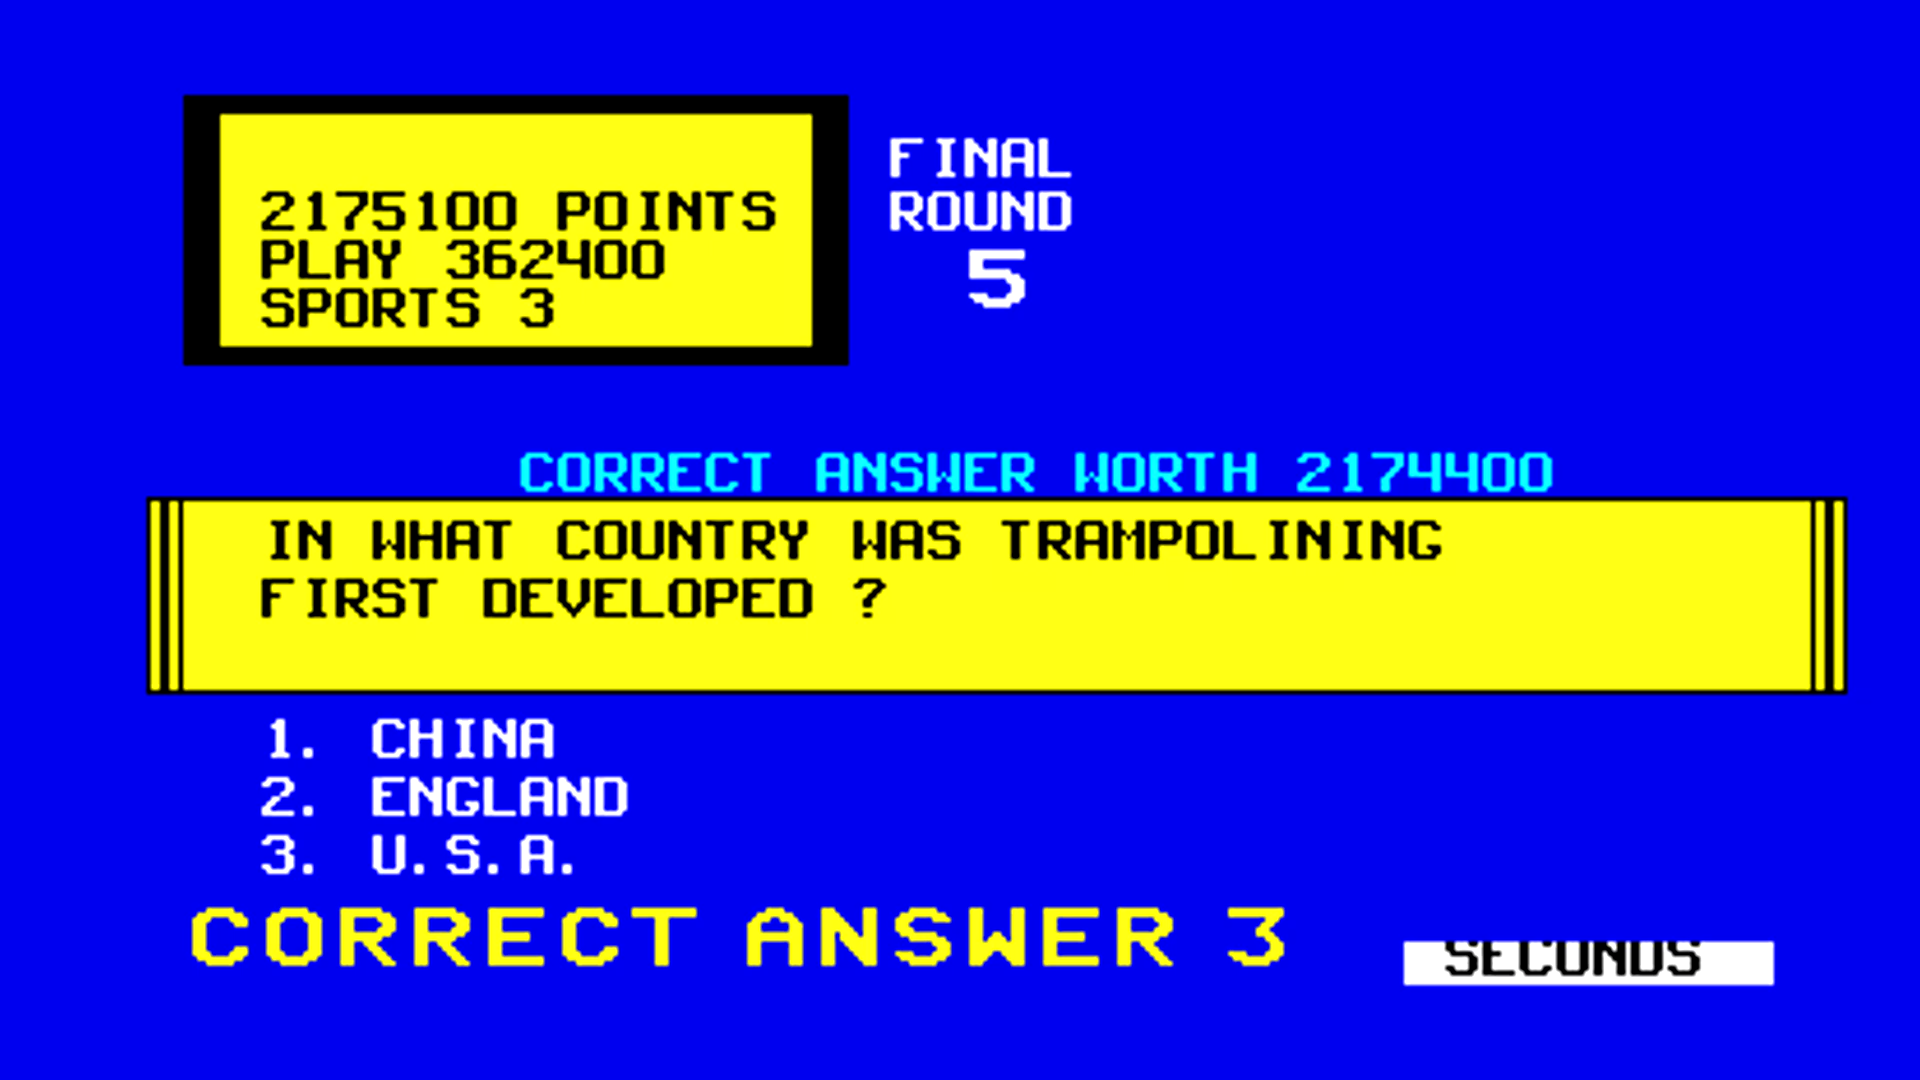 2175100 POINTS
PLAY 362400
SPORTS 3
FINAL
ROUND
5
CORRECT ANSWER WORTH 2174400
IN WHAT COUNTRY WAS TRAMPOLINING
FIRST DEVELOPED ?
1. CHINA
2. ENGLAND
3. U.S.A.
CORRECT ANSWER 3
SECONDS